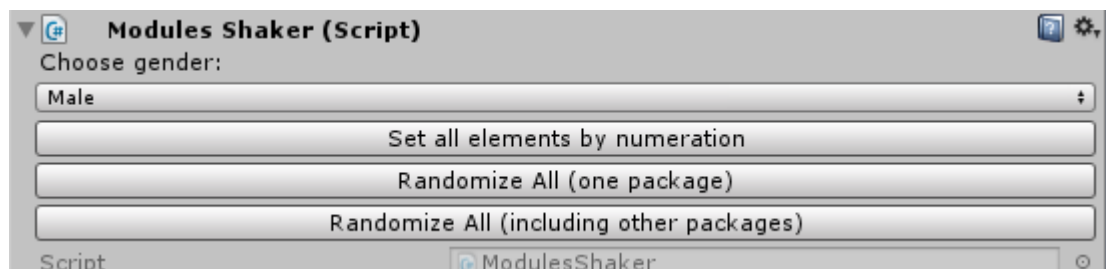 Modules Shaker (Script)
Choose gender:
Male
Set all elements by numeration
Randomize All (one package)
Randomize All (including other packages)
Script ModulesShaker